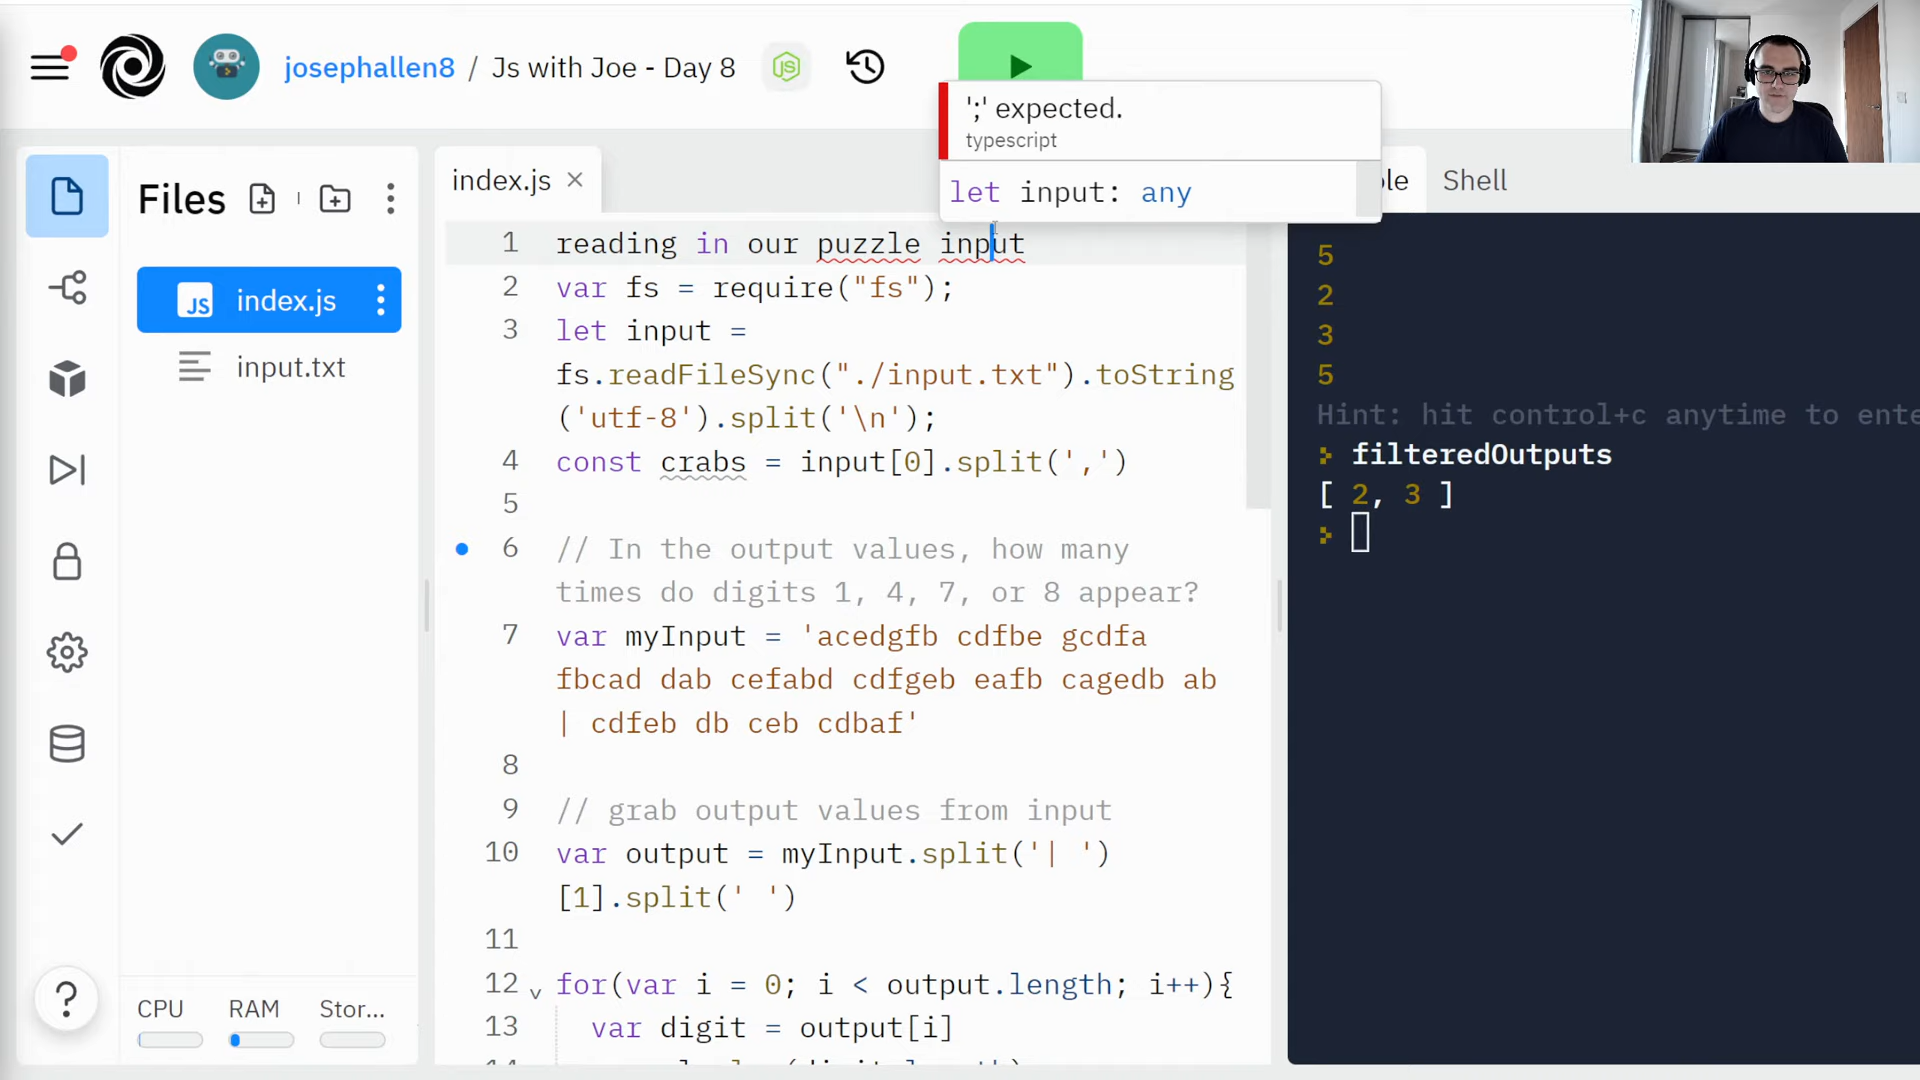 josephallen8 / Js with Joe - Day 8
';' expected.
typescript
let input: any
Files
index.js
input.txt
CPU
RAM
Stor...
index.js
1 reading in our puzzle input
2 var fs = require("fs");
3 let input =
fs.readFileSync("./input.txt").toString
('utf-8').split('\n');
4 const crabs = input[0].split(',')
5
6 // In the output values, how many
times do digits 1, 4, 7, or 8 appear?
7 var myInput = 'acedgfb cdfbe gcdfa
fbcad dab cefabd cdfgeb eafb cagedb ab
| cdfeb db ceb cdbaf'
8
9 // grab output values from input
10 var output = myInput.split('| ')
[1].split(' ')
11
12 for(var i = 0; i < output.length; i++){
13 var digit = output[i]
Shell
5
2
3
5
Hint: hit control+c anytime to ente
filteredOutputs
[ 2, 3 ]